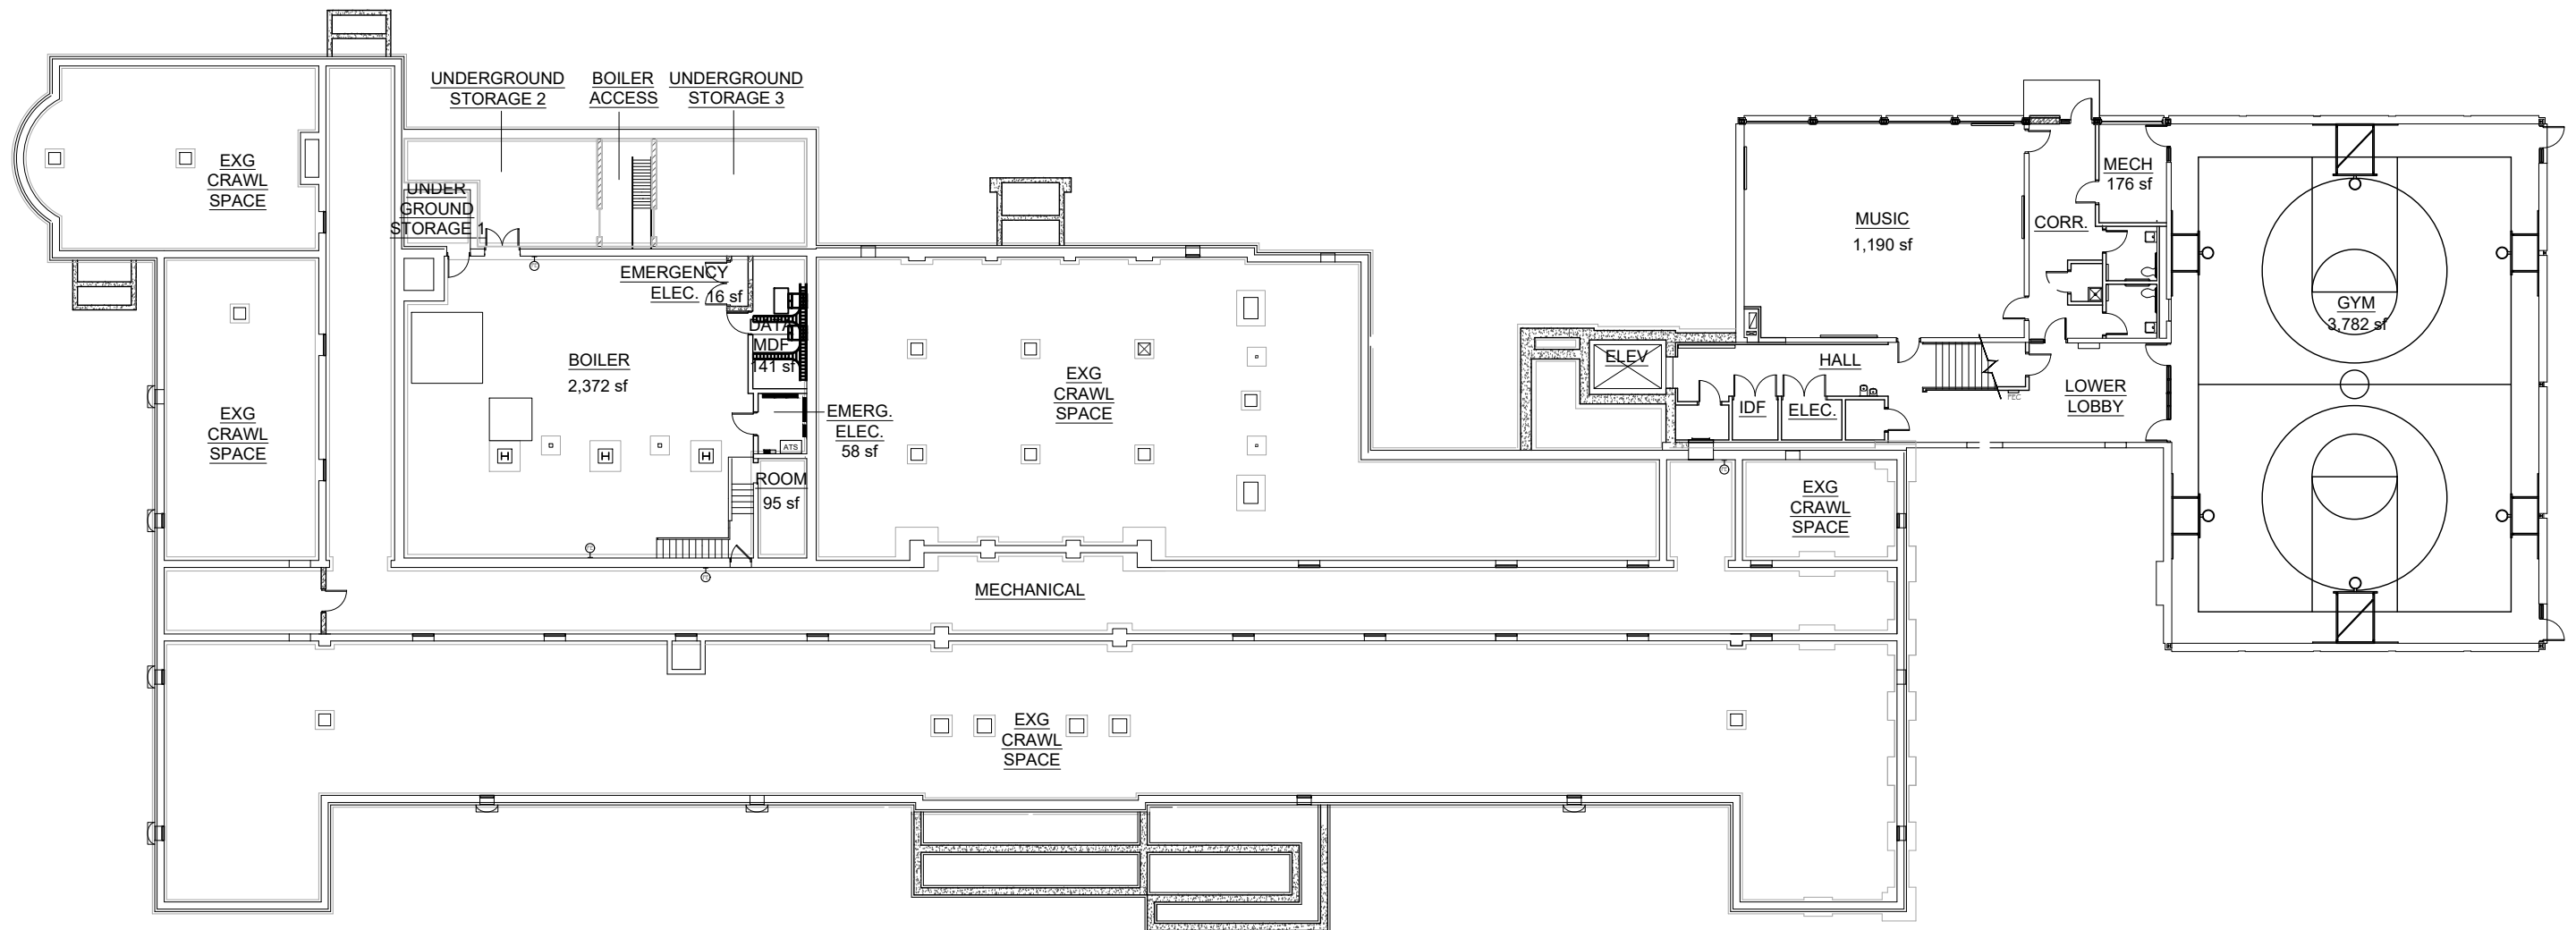 UNDERGROUND
STORAGE 2
BOILER
ACCESS
UNDERGROUND
STORAGE 3
EXG
CRAWL
SPACE
UNDER
GROUND
STORAGE 1
EMERGENCY
ELEC.
16 sf
DATA
MDF
141 sf
BOILER
2,372 sf
EMERG.
ELEC.
58 sf
ATS
ROOM
95 sf
EXG
CRAWL
SPACE
EXG
CRAWL
SPACE
MECHANICAL
EXG
CRAWL
SPACE
EXG
CRAWL
SPACE
ELEV
HALL
IDF
ELEC.
MUSIC
1,190 sf
CORR.
MECH
176 sf
LOWER
LOBBY
FEC
GYM
3,782 sf